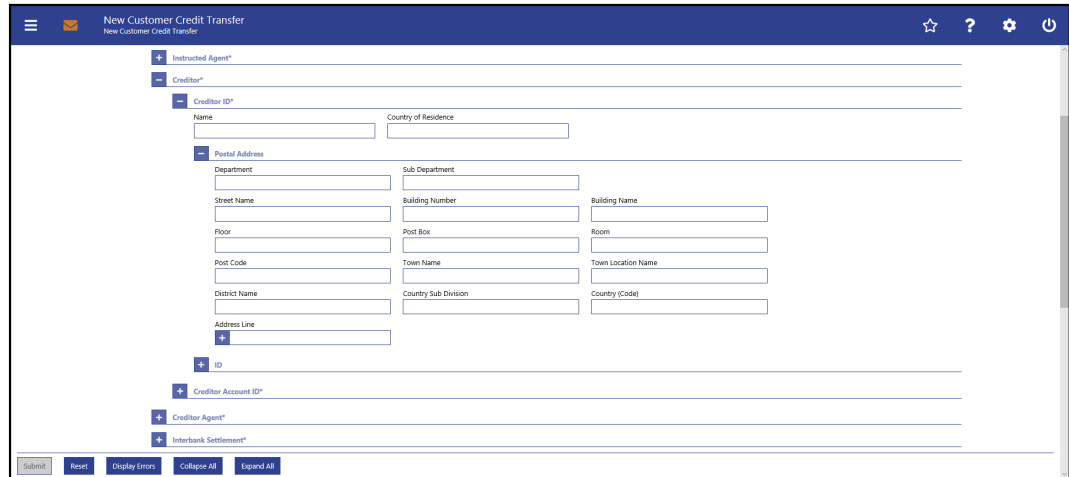 New Customer Credit Transfer
New Customer Credit Transfer
Instructed Agent*
Creditor*
Creditor ID*
Name Country of Residence
Postal Address
Department Sub Department
Street Name Building Number Building Name
Floor Post Box Room
Post Code Town Name Town Location Name
District Name Country Sub Division Country (Code)
Address Line
ID
Creditor Account ID*
Creditor Agent*
Interbank Settlement*
Submit Reset Display Errors Collapse All Expand All